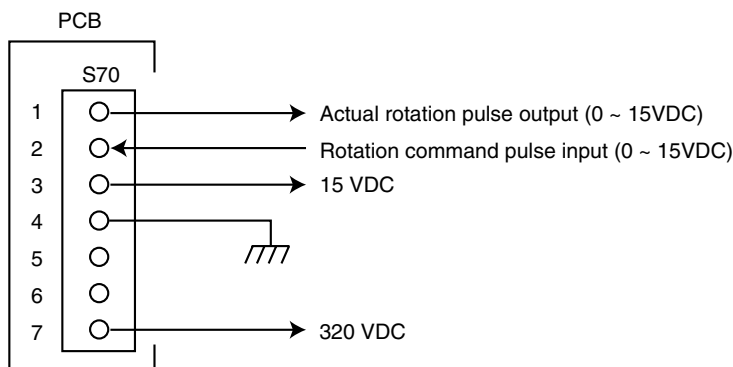 PCB
S70
1 Actual rotation pulse output (0 ~ 15VDC)
2 Rotation command pulse input (0 ~ 15VDC)
3 15 VDC
4
5
6
7 320 VDC